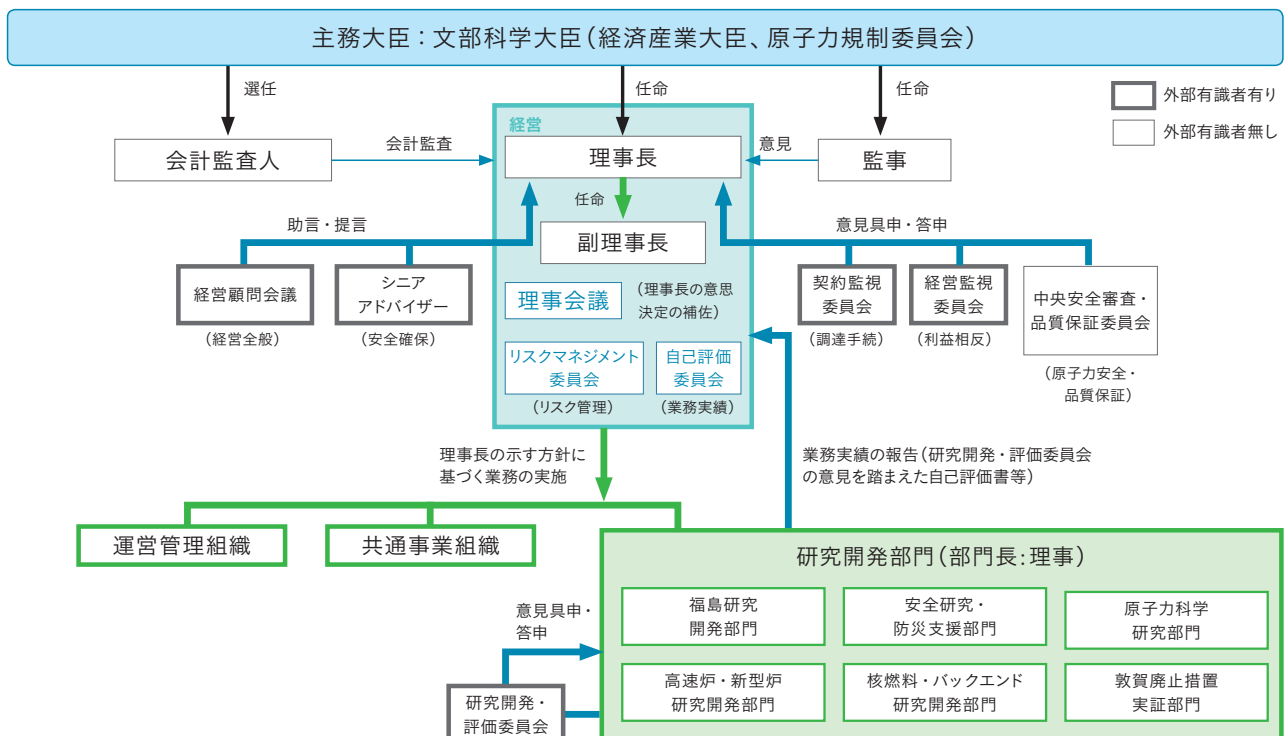 主務大臣：文部科学大臣（経済産業大臣、原子力規制委員会）
選任
任命
任命
外部有識者有り
外部有識者無し
経営
会計監査人
会計監査
理事長
意見
監事
任命
助言・提言
意見具申・答申
副理事長
経営顧問会議
（経営全般）
シニア
アドバイザー
（安全確保）
理事会議
（理事長の意思
決定の補佐）
リスクマネジメント
委員会
（リスク管理）
自己評価
委員会
（業務実績）
契約監視
委員会
（調達手続）
経営監視
委員会
（利益相反）
中央安全審査・
品質保証委員会
（原子力安全・
品質保証）
理事長の示す方針に
基づく業務の実施
業務実績の報告（研究開発・評価委員会
の意見を踏まえた自己評価書等）
運営管理組織
共通事業組織
研究開発部門（部門長：理事）
福島研究
開発部門
安全研究・
防災支援部門
原子力科学
研究部門
高速炉・新型炉
研究開発部門
核燃料・バックエンド
研究開発部門
敦賀廃止措置
実証部門
意見具申・
答申
研究開発・
評価委員会